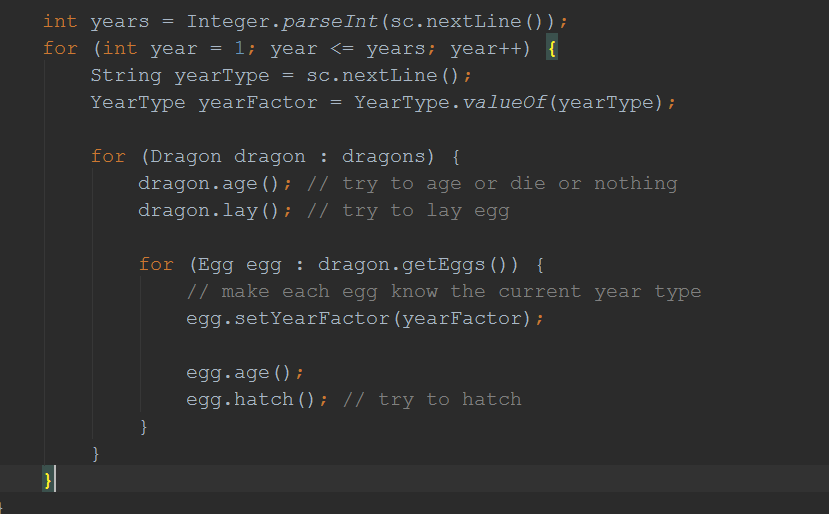 int years = Integer.parseInt(sc.nextLine());
for (int year = 1; year <= years; year++) {
    String yearType = sc.nextLine();
    YearType yearFactor = YearType.valueOf(yearType);

    for (Dragon dragon : dragons) {
        dragon.age(); // try to age or die or nothing
        dragon.lay(); // try to lay egg

        for (Egg egg : dragon.getEggs()) {
            // make each egg know the current year type
            egg.setYearFactor(yearFactor);

            egg.age();
            egg.hatch(); // try to hatch
        }
    }
}
}